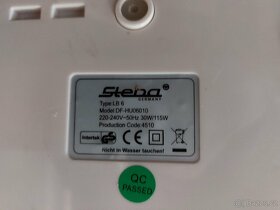 Steba
GERMANY
Type: LB 6
Model: DF-HU06010
220-240V~50Hz 30W/115W
Production Code: 4510
Intertek
GS
CE
Nicht in Wasser tauchen!
QC
PASSED